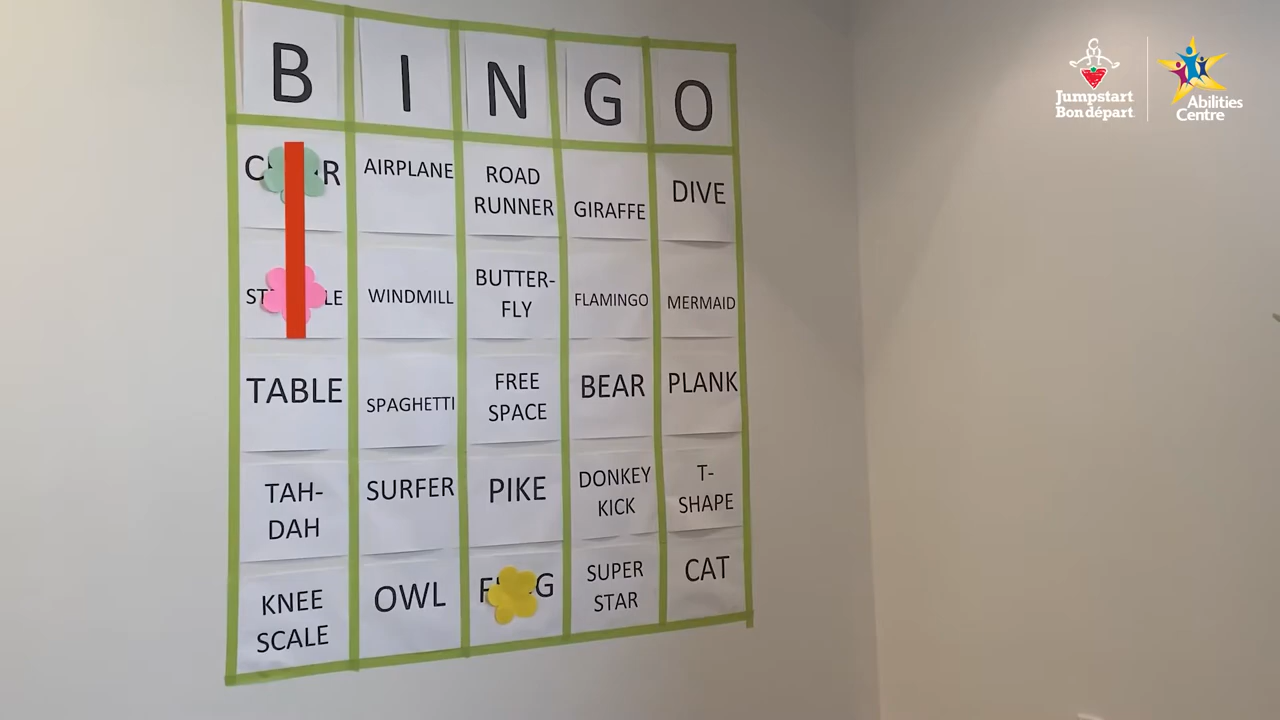 B I N G O
AIRPLANE
ROAD
RUNNER
GIRAFFE
DIVE
WINDMILL
BUTTER-
FLY
FLAMINGO
MERMAID
TABLE
SPAGHETTI
FREE
SPACE
BEAR
PLANK
TAH-
DAH
SURFER
PIKE
DONKEY
KICK
T-
SHAPE
KNEE
SCALE
OWL
SUPER
STAR
CAT
Jumpstart
Bon départ
Abilities
Centre